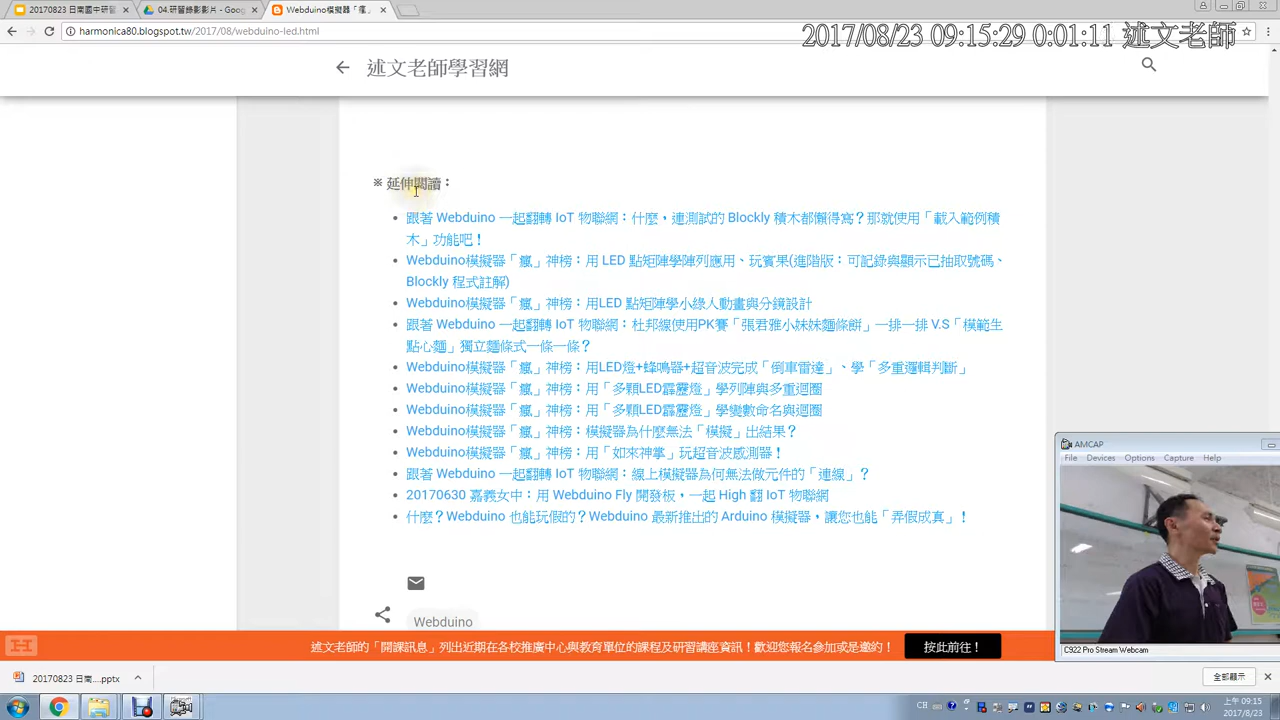 20170823 日南國中研習
04.研習錄影影片 - Goog
Webduino模擬器「瘋」
harmonica80.blogspot.tw/2017/08/webduino-led.html
2017/08/23 09:15:29 0:01:11 述文老師
述文老師學習網
※ 延伸閱讀：
跟著 Webduino 一起翻轉 IoT 物聯網：什麼，連測試的 Blockly 積木都懶得寫？那就使用「載入範例積
木」功能吧！
Webduino模擬器「瘋」神榜：用 LED 點矩陣學陣列應用、玩賓果(進階版：可記錄與顯示已抽取號碼、
Blockly 程式註解)
Webduino模擬器「瘋」神榜：用LED 點矩陣學小綠人動畫與分鏡設計
跟著 Webduino 一起翻轉 IoT 物聯網：杜邦線使用PK賽「張君雅小妹妹麵條餅」一排一排 V.S「模範生
點心麵」獨立麵條式一條一條？
Webduino模擬器「瘋」神榜：用LED燈+蜂鳴器+超音波完成「倒車雷達」、學「多重邏輯判斷」
Webduino模擬器「瘋」神榜：用「多顆LED霹靂燈」學列陣與多重迴圈
Webduino模擬器「瘋」神榜：用「多顆LED霹靂燈」學變數命名與迴圈
Webduino模擬器「瘋」神榜：模擬器為什麼無法「模擬」出結果？
Webduino模擬器「瘋」神榜：用「如來神掌」玩超音波感測器！
跟著 Webduino 一起翻轉 IoT 物聯網：線上模擬器為何無法做元件的「連線」？
20170630 嘉義女中：用 Webduino Fly 開發板，一起 High 翻 IoT 物聯網
什麼？Webduino 也能玩假的？Webduino 最新推出的 Arduino 模擬器，讓您也能「弄假成真」！
Webduino
AMCAP
File Devices Options Capture Help
C922 Pro Stream Webcam
述文老師的「開課訊息」列出近期在各校推廣中心與教育單位的課程及研習講座資訊！歡迎您報名參加或是邀約！ 按此前往！
20170823 日南....pptx
全部顯示
CH
上午 09:15
2017/8/23